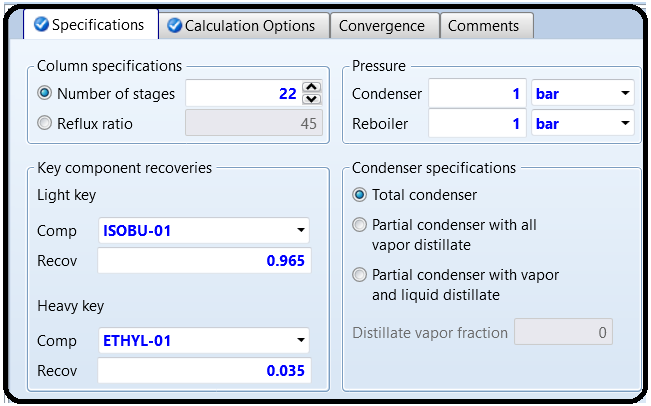 Specifications Calculation Options Convergence Comments
Column specifications
Number of stages 22
Reflux ratio 45
Pressure
Condenser 1 bar
Reboiler 1 bar
Key component recoveries
Light key
Comp ISOBU-01
Recov 0.965
Heavy key
Comp ETHYL-01
Recov 0.035
Condenser specifications
Total condenser
Partial condenser with all
vapor distillate
Partial condenser with vapor
and liquid distillate
Distillate vapor fraction 0